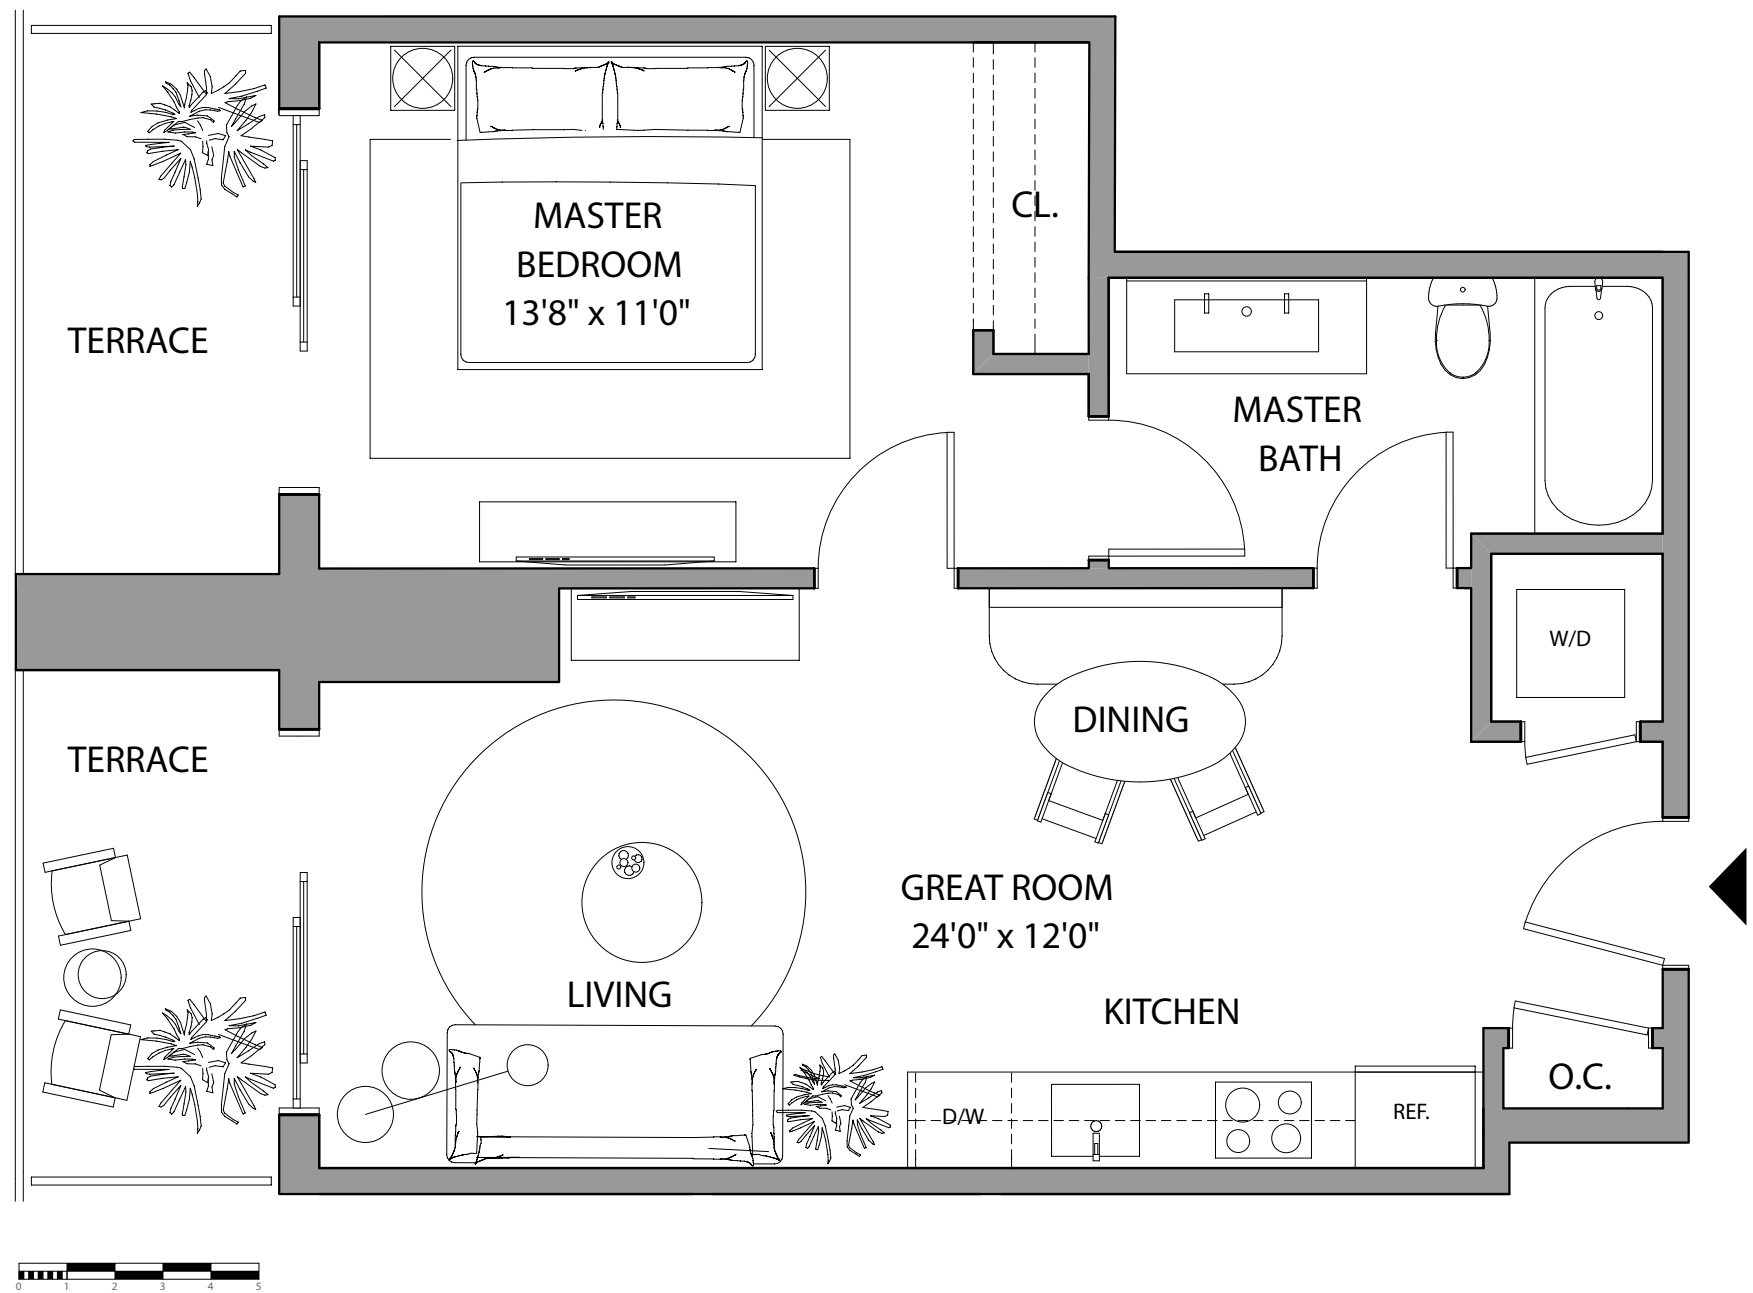 CL.
MASTER
BEDROOM
13'8" x 11'0"
TERRACE
MASTER
BATH
W/D
DINING
TERRACE
GREAT ROOM
24'0" x 12'0"
LIVING
KITCHEN
O.C.
D/W
REF.
0 1 2 3 4 5